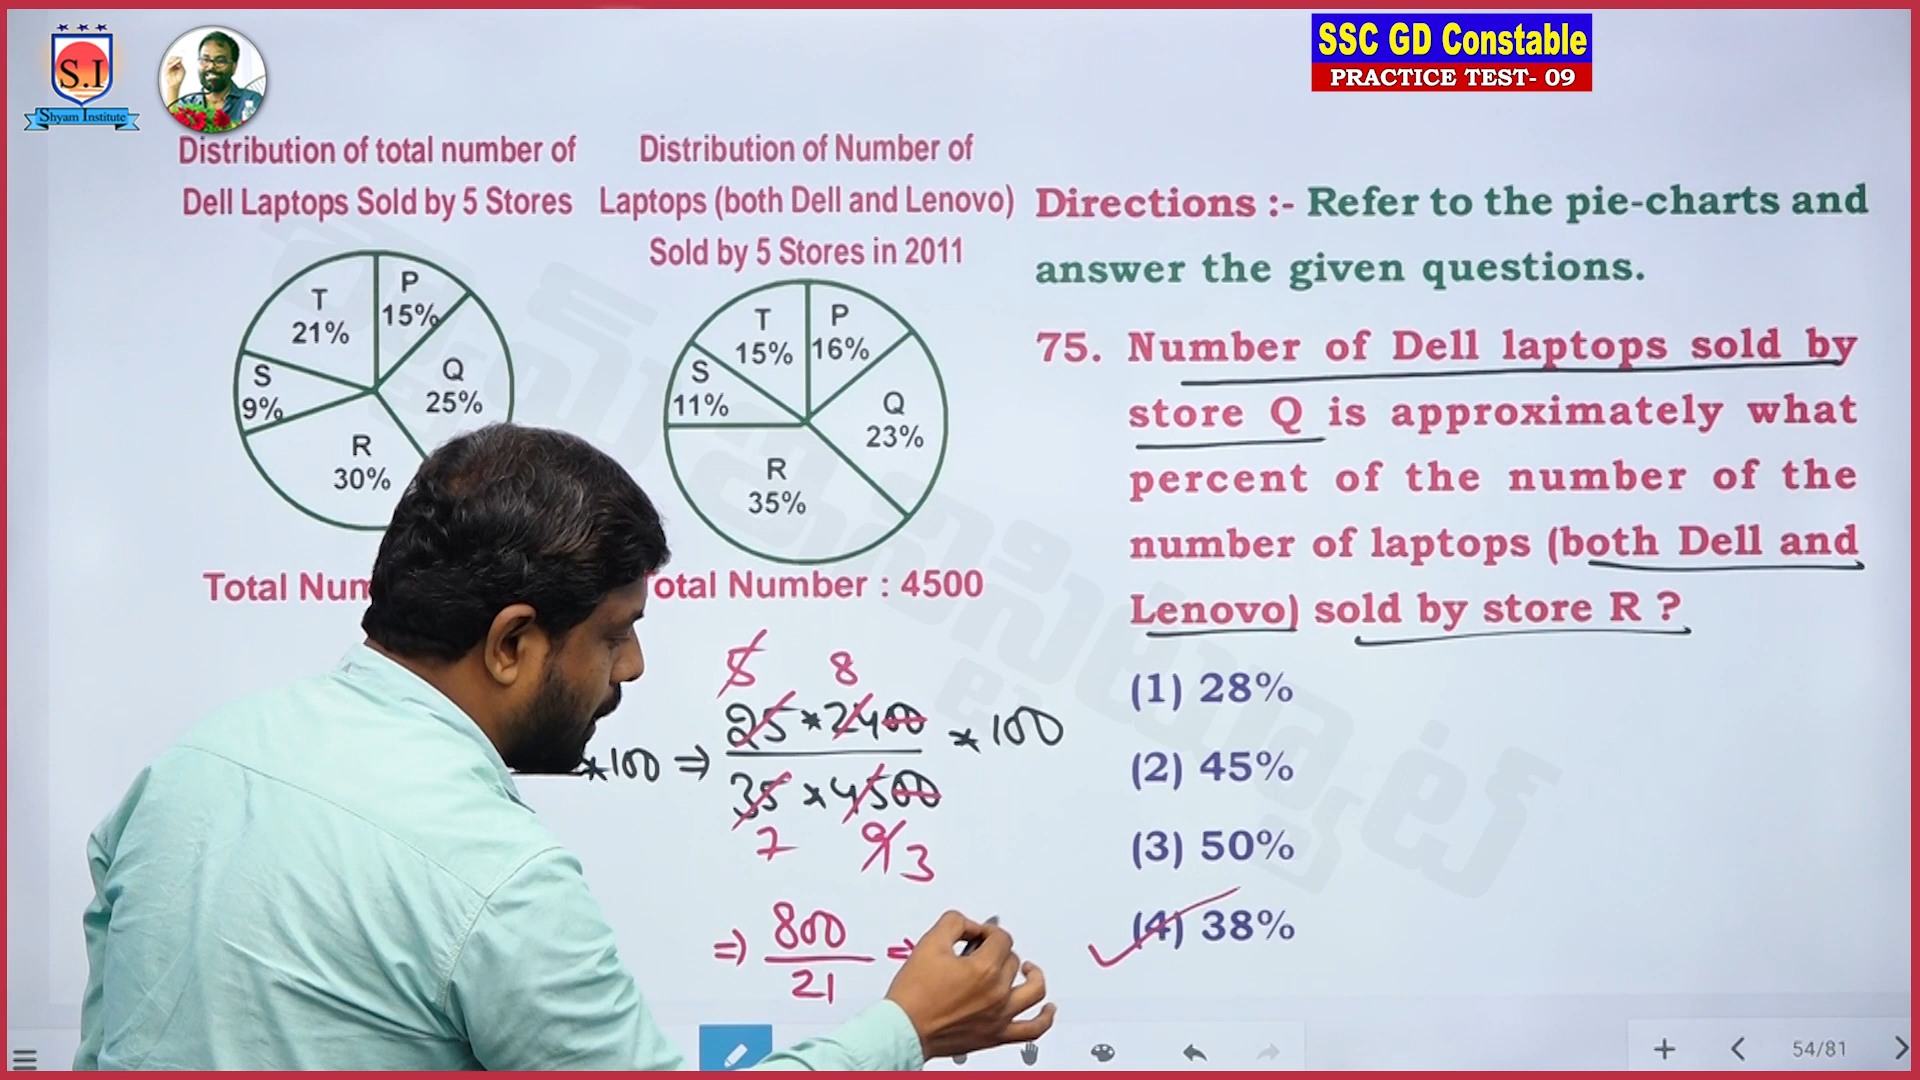 S.I
Shyam Institute
SSC GD Constable
PRACTICE TEST- 09
Distribution of total number of
Dell Laptops Sold by 5 Stores
T
21%
P
15%
Q
25%
S
9%
R
30%
Distribution of Number of
Laptops (both Dell and Lenovo)
Sold by 5 Stores in 2011
T
15%
P
16%
S
11%
Q
23%
R
35%
Total Number : 4500
Directions :- Refer to the pie-charts and
answer the given questions.
75. Number of Dell laptops sold by
store Q is approximately what
percent of the number of the
number of laptops (both Dell and
Lenovo) sold by store R ?
(1) 28%
(2) 45%
(3) 50%
(4) 38%
5 8
*100 ⇒ 25 * 2400 * 100
35 * 4500
7 9 3
⇒ 800 ⇒
21
54/81